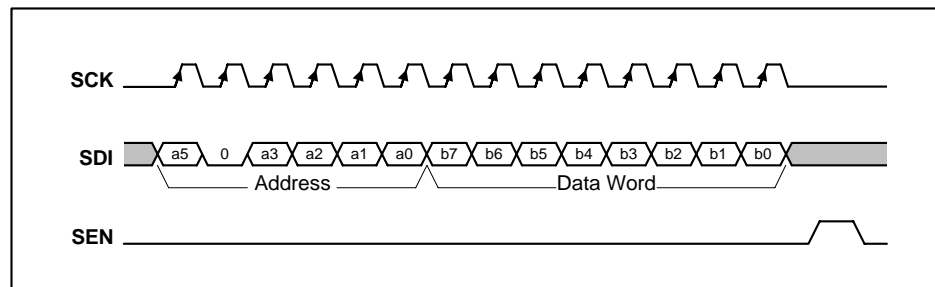 SCK
SDI a5 0 a3 a2 a1 a0 b7 b6 b5 b4 b3 b2 b1 b0
Address Data Word
SEN